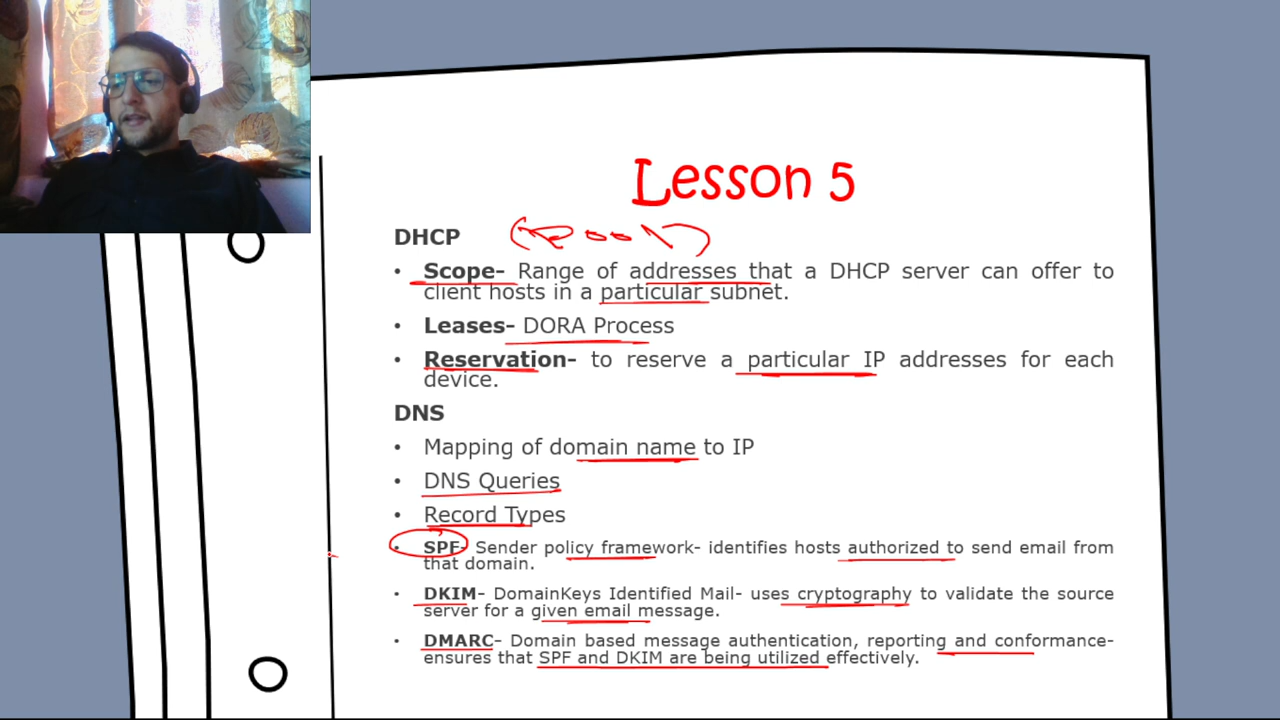 Lesson 5
DHCP (pool)
• Scope- Range of addresses that a DHCP server can offer to
client hosts in a particular subnet.
• Leases- DORA Process
• Reservation- to reserve a particular IP addresses for each
device.
DNS
• Mapping of domain name to IP
• DNS Queries
• Record Types
• SPF- Sender policy framework- identifies hosts authorized to send email from
that domain.
• DKIM- DomainKeys Identified Mail- uses cryptography to validate the source
server for a given email message.
• DMARC- Domain based message authentication, reporting and conformance-
ensures that SPF and DKIM are being utilized effectively.